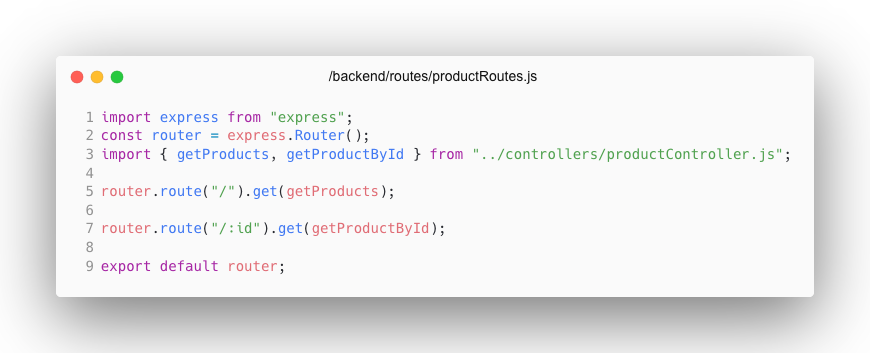 /backend/routes/productRoutes.js
1 import express from "express";
2 const router = express.Router();
3 import { getProducts, getProductById } from "../controllers/productController.js";
4
5 router.route("/").get(getProducts);
6
7 router.route("/:id").get(getProductById);
8
9 export default router;